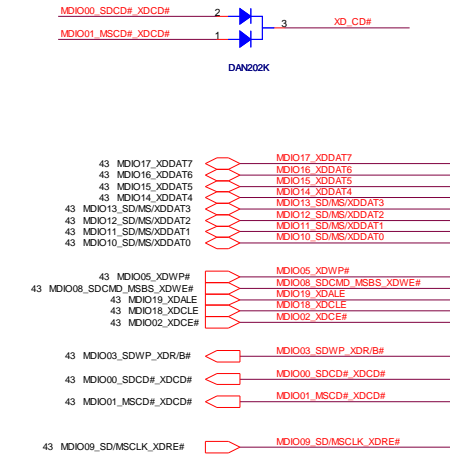 MDIO00_SDCD#_XDCD# 2
3 XD_CD#
MDIO01_MSCD#_XDCD# 1
DAN202K
43 MDIO17_XDDAT7 MDIO17_XDDAT7
43 MDIO16_XDDAT6 MDIO16_XDDAT6
43 MDIO15_XDDAT5 MDIO15_XDDAT5
43 MDIO14_XDDAT4 MDIO14_XDDAT4
43 MDIO13_SD/MS/XDDAT3 MDIO13_SD/MS/XDDAT3
43 MDIO12_SD/MS/XDDAT2 MDIO12_SD/MS/XDDAT2
43 MDIO11_SD/MS/XDDAT1 MDIO11_SD/MS/XDDAT1
43 MDIO10_SD/MS/XDDAT0 MDIO10_SD/MS/XDDAT0
43 MDIO05_XDWP# MDIO05_XDWP#
43 MDIO08_SDCMD_MSBS_XDWE# MDIO08_SDCMD_MSBS_XDWE#
43 MDIO19_XDALE MDIO19_XDALE
43 MDIO18_XDCLE MDIO18_XDCLE
43 MDIO02_XDCE# MDIO02_XDCE#
43 MDIO03_SDWP_XDR/B# MDIO03_SDWP_XDR/B#
43 MDIO00_SDCD#_XDCD# MDIO00_SDCD#_XDCD#
43 MDIO01_MSCD#_XDCD# MDIO01_MSCD#_XDCD#
43 MDIO09_SD/MSCLK_XDRE# MDIO09_SD/MSCLK_XDRE#